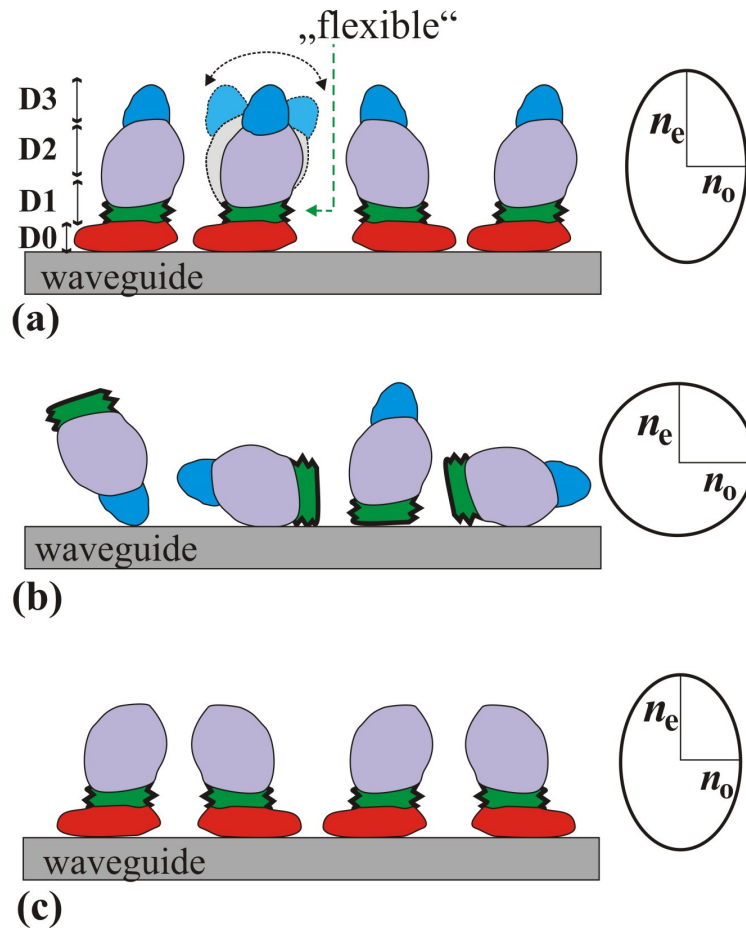 „flexible“
D3
D2
D1
D0
nₑ
nₒ
waveguide
(a)
nₑ
nₒ
waveguide
(b)
nₑ
nₒ
waveguide
(c)